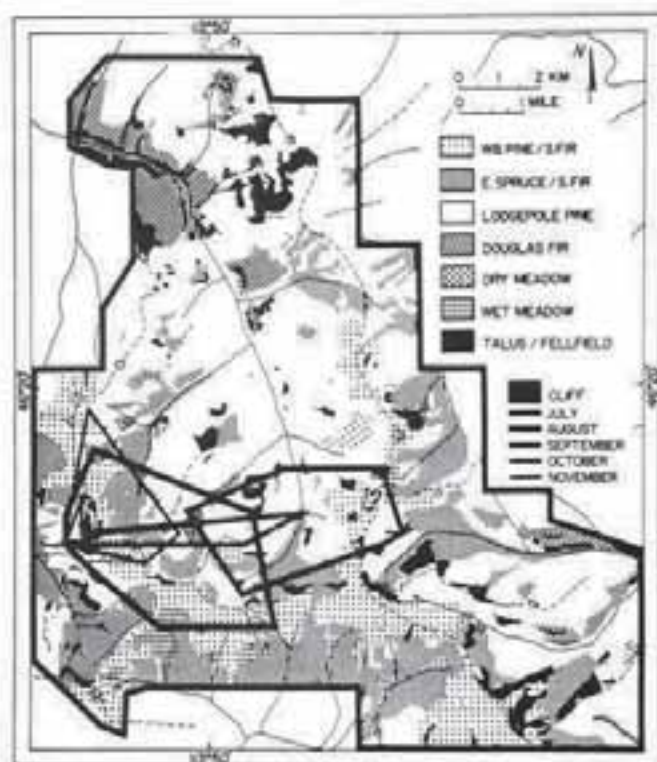 N
0 1 2 KM
0 1 MILE
WB PINE / S.FIR
E. SPRUCE / S.FIR
LODGEPOLE PINE
DOUGLAS FIR
DRY MEADOW
WET MEADOW
TALUS / FELLFIELD
CLIFF
JULY
AUGUST
SEPTEMBER
OCTOBER
NOVEMBER